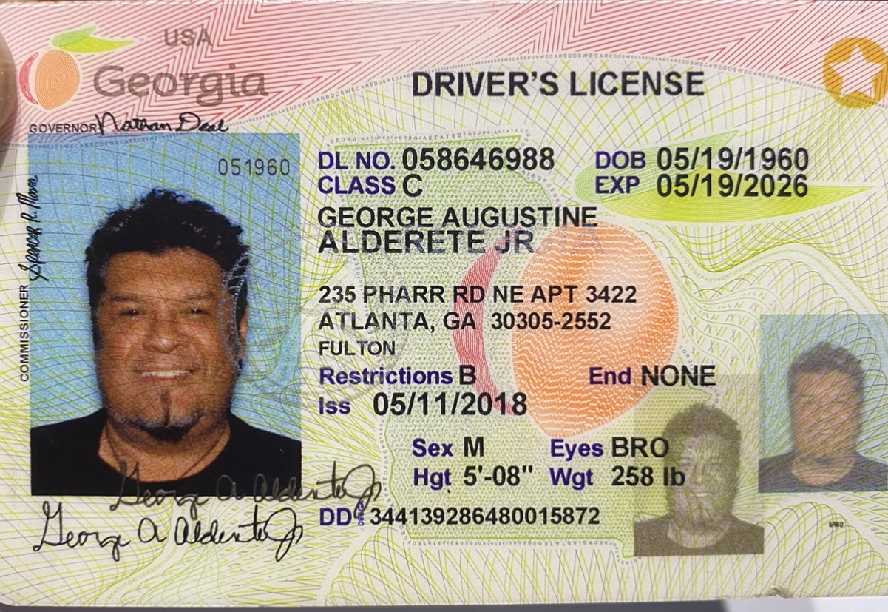 USA
Georgia
DRIVER'S LICENSE
GOVERNOR Nathan Deal
051960
DL NO. 058646988 DOB 05/19/1960
CLASS C EXP 05/19/2026
GEORGE AUGUSTINE
ALDERETE JR
235 PHARR RD NE APT 3422
ATLANTA, GA 30305-2552
FULTON
COMMISSIONER
Restrictions B End NONE
Iss 05/11/2018
Sex M Eyes BRO
Hgt 5'-08" Wgt 258 lb
DD 344139286480015872
George A Alderete Jr
George A Alderete Jr